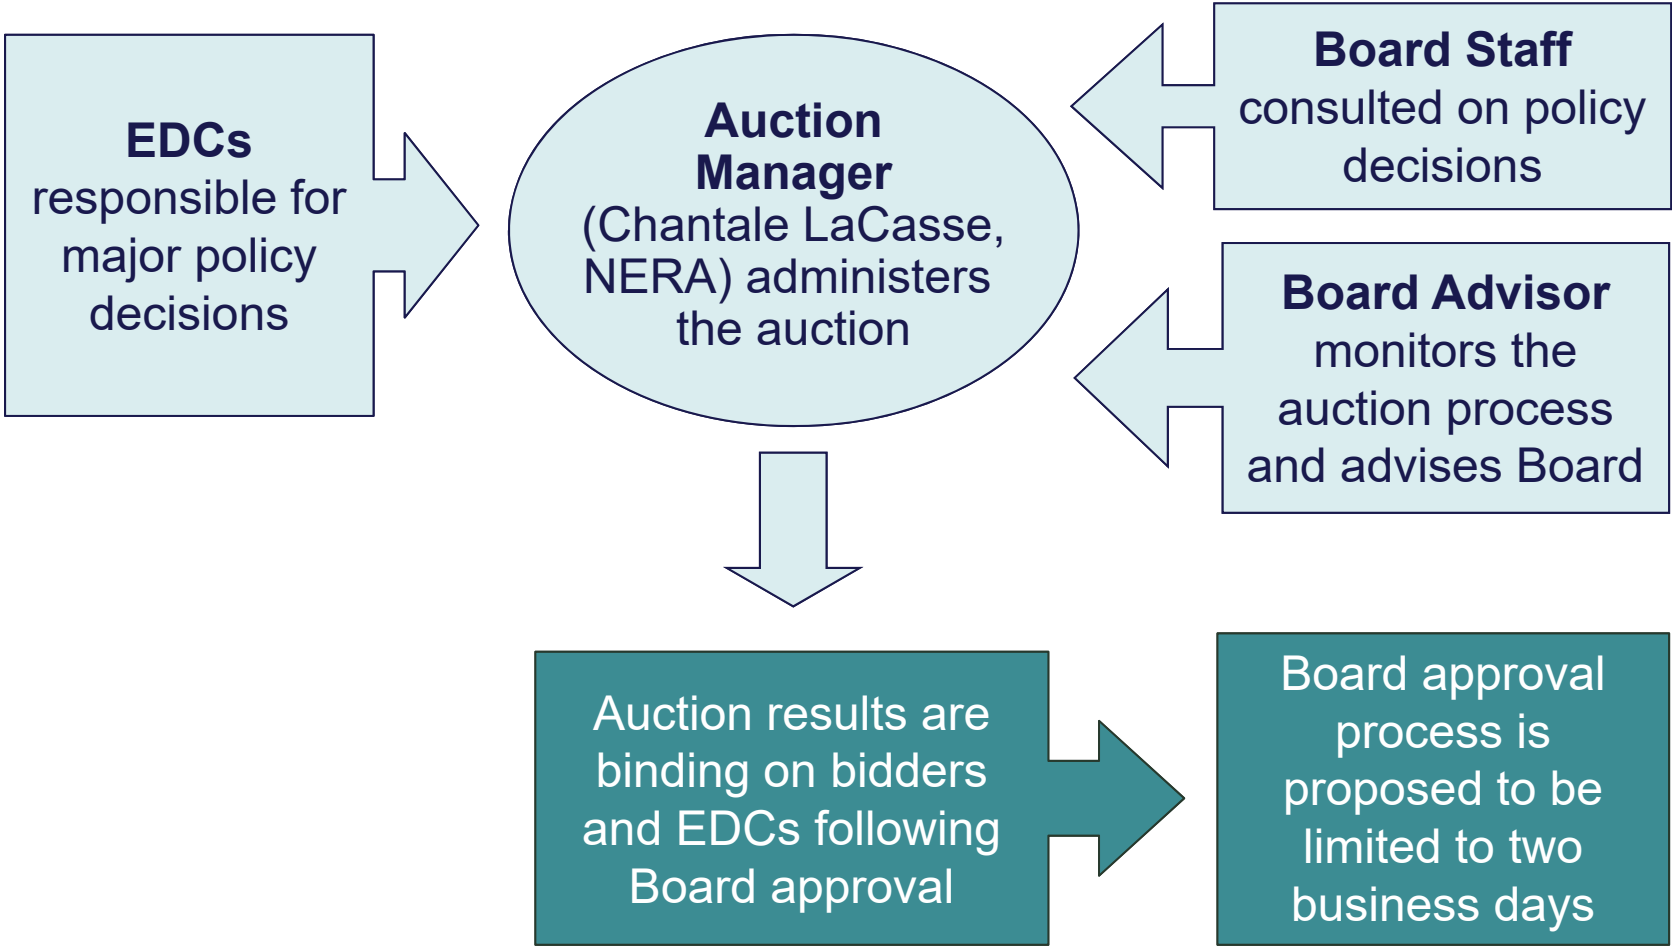 EDCs
responsible for
major policy
decisions
Auction
Manager
(Chantale LaCasse,
NERA) administers
the auction
Board Staff
consulted on policy
decisions
Board Advisor
monitors the
auction process
and advises Board
Auction results are
binding on bidders
and EDCs following
Board approval
Board approval
process is
proposed to be
limited to two
business days